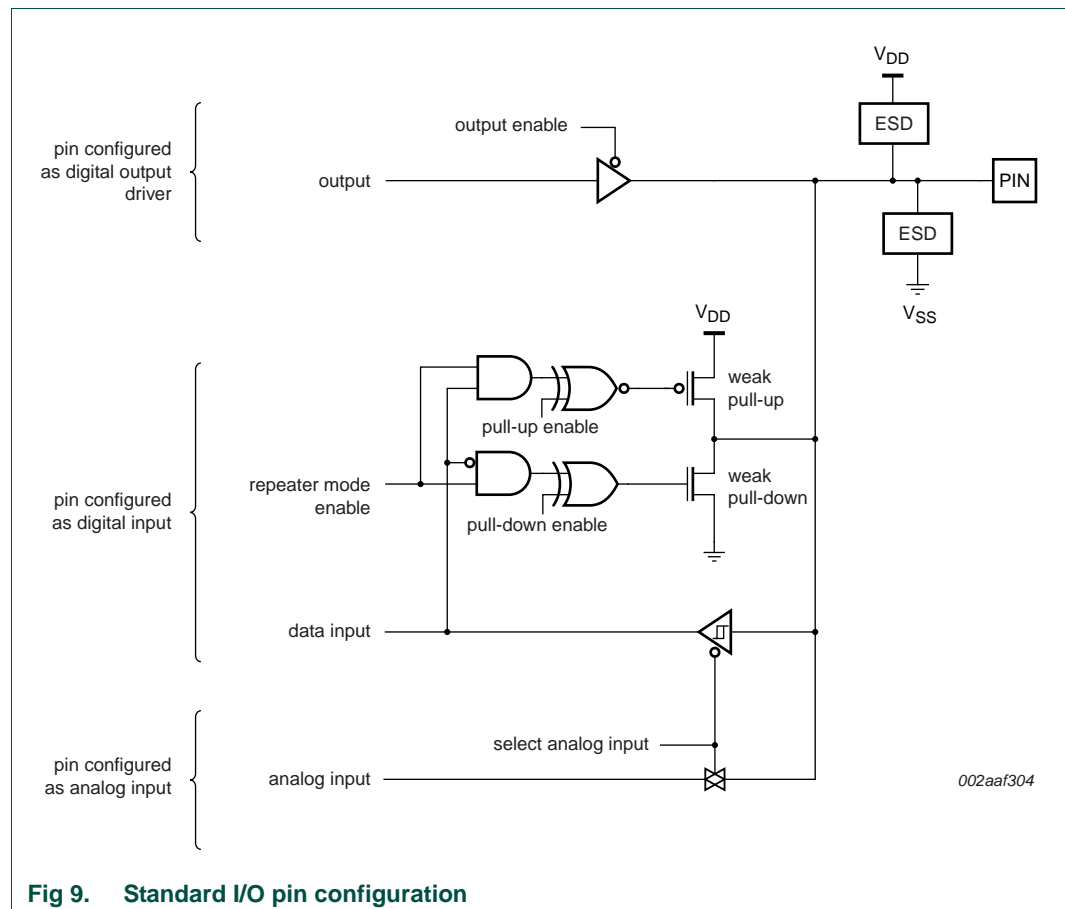 VDD
ESD
output enable
pin configured
as digital output
driver
output
PIN
ESD
VSS
VDD
weak
pull-up
pull-up enable
repeater mode
enable
weak
pull-down
pull-down enable
pin configured
as digital input
data input
select analog input
pin configured
as analog input
analog input
002aaf304
Fig 9. Standard I/O pin configuration